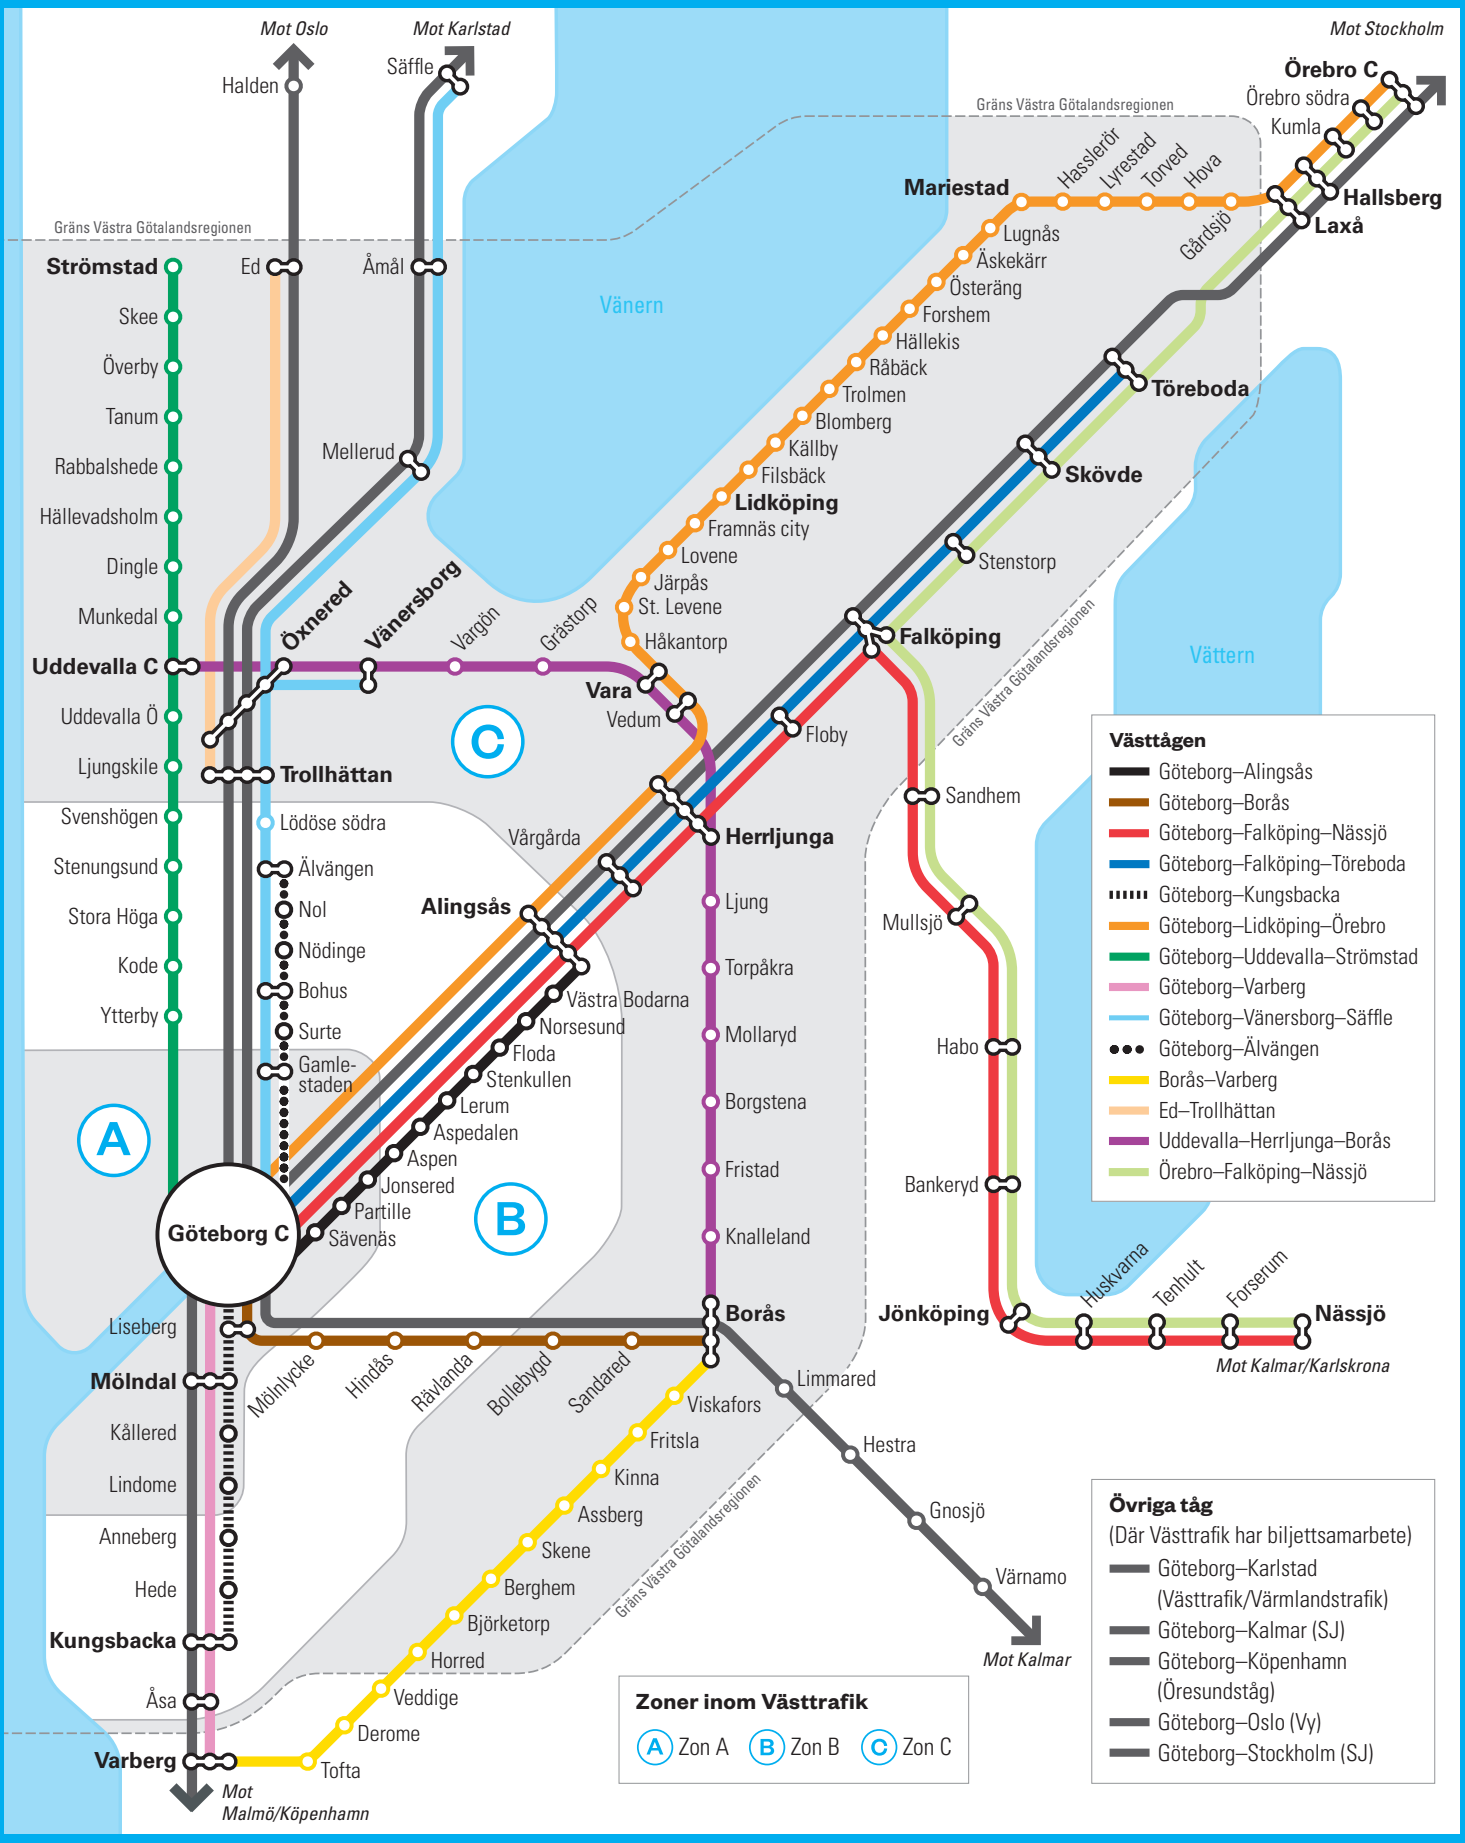 Mot Oslo
Mot Karlstad
Mot Stockholm
Halden
Säffle
Örebro C
Örebro södra
Kumla
Hallsberg
Laxå
Gräns Västra Götalandsregionen
Gräns Västra Götalandsregionen
Mariestad
Hasslerör
Lyrestad
Torved
Hova
Gårdsjö
Lugnås
Äskekärr
Österäng
Forshem
Hällekis
Råbäck
Trolmen
Blomberg
Källby
Filsbäck
Lidköping
Framnäs city
Lovene
Järpås
St. Levene
Håkantorp
Vara
Vedum
Vänern
Vättern
Strömstad
Skee
Överby
Tanum
Rabbalshede
Hällevadsholm
Dingle
Munkedal
Uddevalla C
Uddevalla Ö
Ljungskile
Svenshögen
Stenungsund
Stora Höga
Kode
Ytterby
Ed
Åmål
Mellerud
Öxnered
Vänersborg
Vargön
Grästorp
Trollhättan
Lödöse södra
Älvängen
Nol
Nödinge
Bohus
Surte
Gamle-
staden
C
A
B
Töreboda
Skövde
Stenstorp
Falköping
Floby
Herrljunga
Vårgårda
Alingsås
Västra Bodarna
Norsesund
Floda
Stenkullen
Lerum
Aspedalen
Aspen
Jonsered
Partille
Sävenäs
Göteborg C
Ljung
Torpåkra
Mollaryd
Borgstena
Fristad
Knalleland
Borås
Gräns Västra Götalandsregionen
Sandhem
Mullsjö
Habo
Bankeryd
Jönköping
Huskvarna
Tenhult
Forserum
Nässjö
Mot Kalmar/Karlskrona
Liseberg
Mölndal
Kållered
Lindome
Anneberg
Hede
Kungsbacka
Åsa
Varberg
Mot
Malmö/Köpenhamn
Mölnlycke
Hindås
Rävlanda
Bollebygd
Sandared
Viskafors
Fritsla
Kinna
Assberg
Skene
Berghem
Björketorp
Horred
Veddige
Derome
Tofta
Gräns Västra Götalandsregionen
Limmared
Hestra
Gnosjö
Värnamo
Mot Kalmar
Västtågen
Göteborg–Alingsås
Göteborg–Borås
Göteborg–Falköping–Nässjö
Göteborg–Falköping–Töreboda
Göteborg–Kungsbacka
Göteborg–Lidköping–Örebro
Göteborg–Uddevalla–Strömstad
Göteborg–Varberg
Göteborg–Vänersborg–Säffle
Göteborg–Älvängen
Borås–Varberg
Ed–Trollhättan
Uddevalla–Herrljunga–Borås
Örebro–Falköping–Nässjö
Övriga tåg
(Där Västtrafik har biljettsamarbete)
Göteborg–Karlstad
(Västtrafik/Värmlandstrafik)
Göteborg–Kalmar (SJ)
Göteborg–Köpenhamn
(Öresundståg)
Göteborg–Oslo (Vy)
Göteborg–Stockholm (SJ)
Zoner inom Västtrafik
A Zon A B Zon B C Zon C